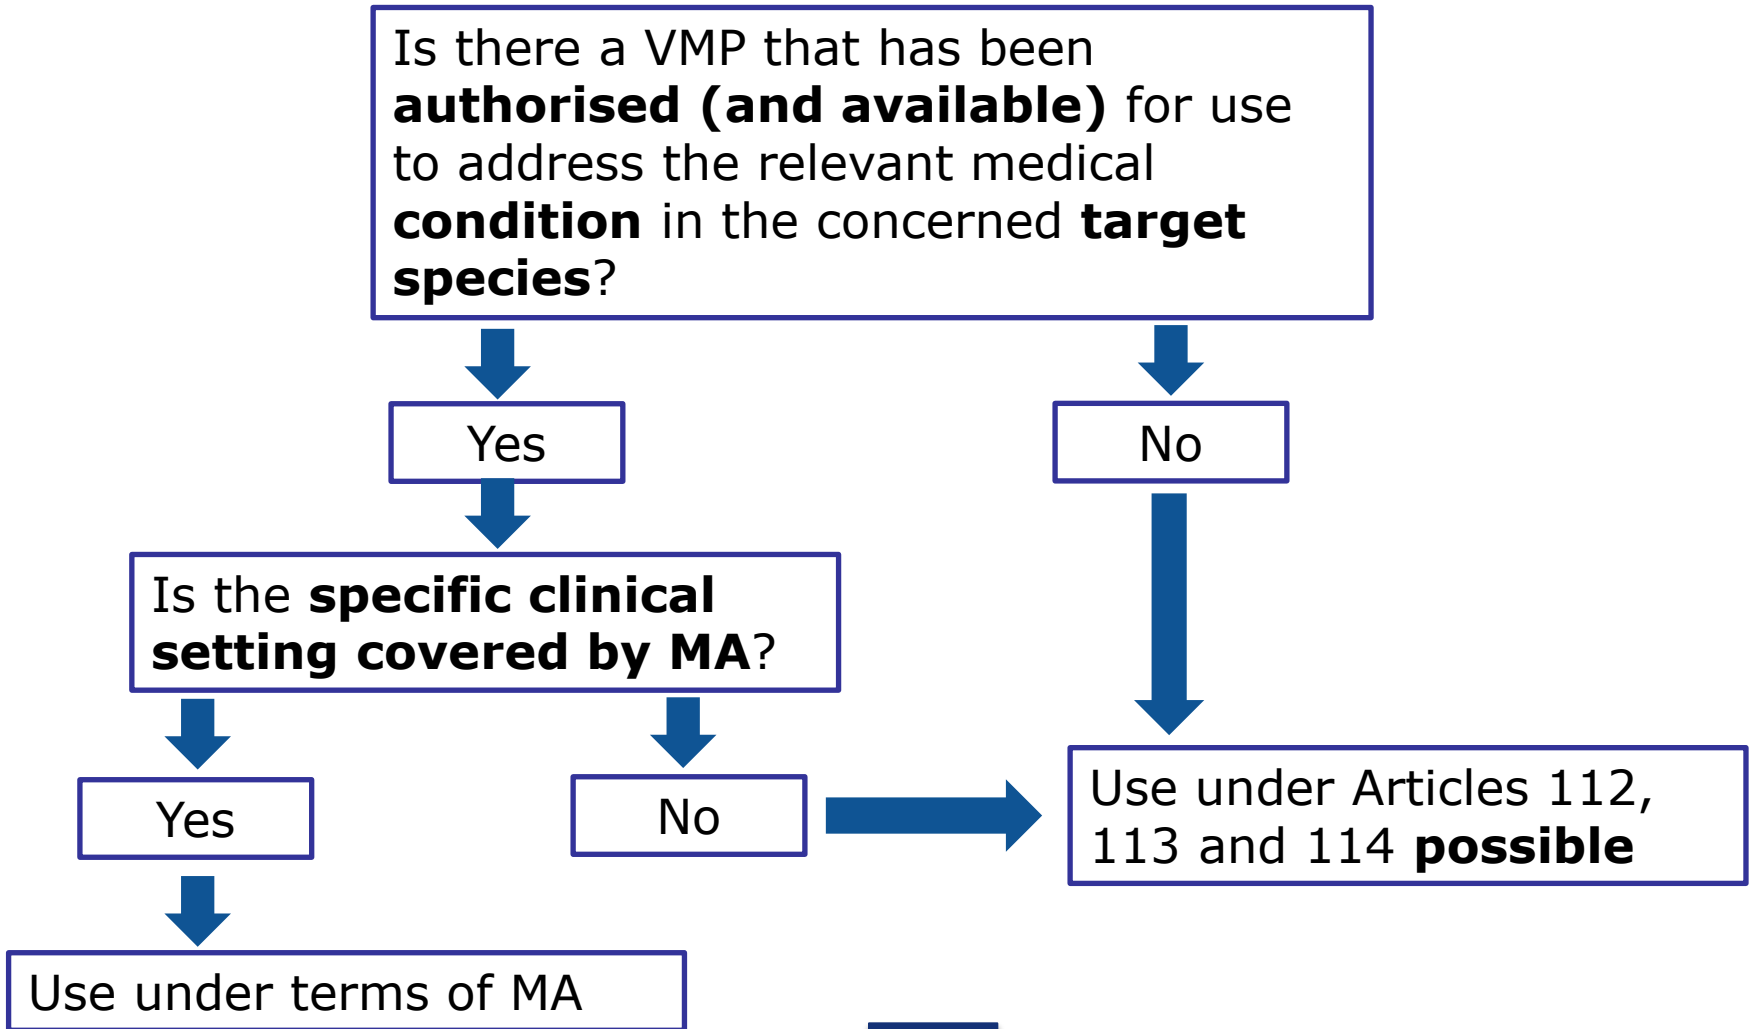 Is there a VMP that has been
authorised (and available) for use
to address the relevant medical
condition in the concerned target
species?
Yes
No
Is the specific clinical
setting covered by MA?
Yes
No
Use under Articles 112,
113 and 114 possible
Use under terms of MA